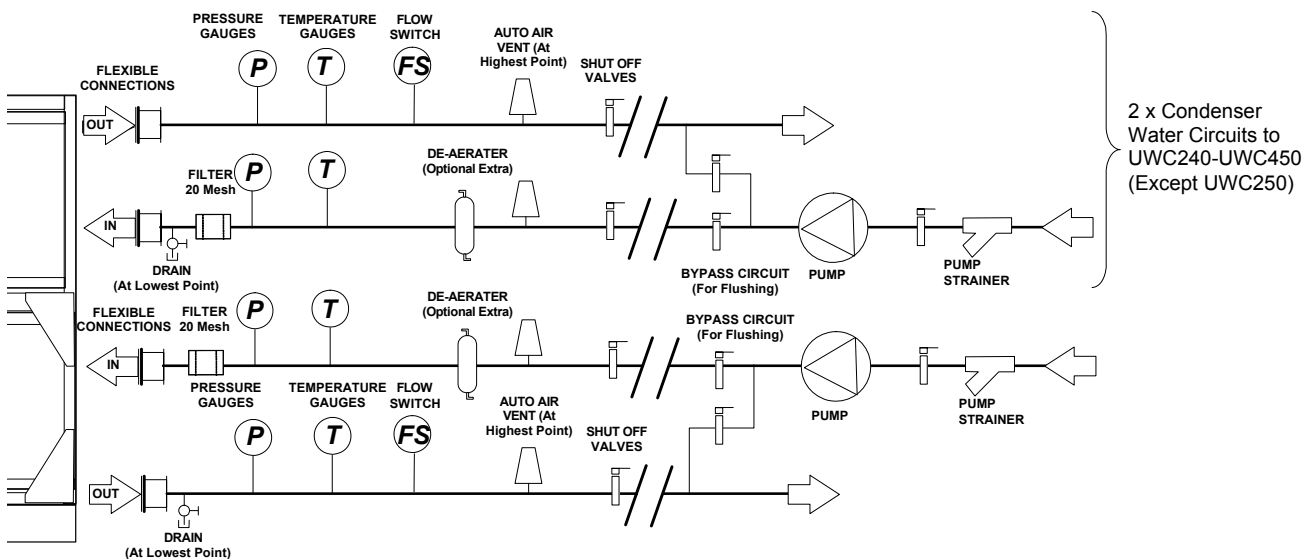 PRESSURE
GAUGES
TEMPERATURE
GAUGES
FLOW
SWITCH
AUTO AIR
VENT (At
Highest Point)
SHUT OFF
VALVES
FLEXIBLE
CONNECTIONS
P
T
FS
OUT
2 x Condenser
Water Circuits to
UWC240-UWC450
(Except UWC250)
FILTER
20 Mesh
P
T
DE-AERATER
(Optional Extra)
IN
DRAIN
(At Lowest Point)
BYPASS CIRCUIT
(For Flushing)
PUMP
PUMP
STRAINER
FLEXIBLE
CONNECTIONS
FILTER
20 Mesh
P
T
DE-AERATER
(Optional Extra)
BYPASS CIRCUIT
(For Flushing)
IN
PRESSURE
GAUGES
TEMPERATURE
GAUGES
FLOW
SWITCH
AUTO AIR
VENT (At
Highest Point)
SHUT OFF
VALVES
PUMP
PUMP
STRAINER
P
T
FS
OUT
DRAIN
(At Lowest Point)